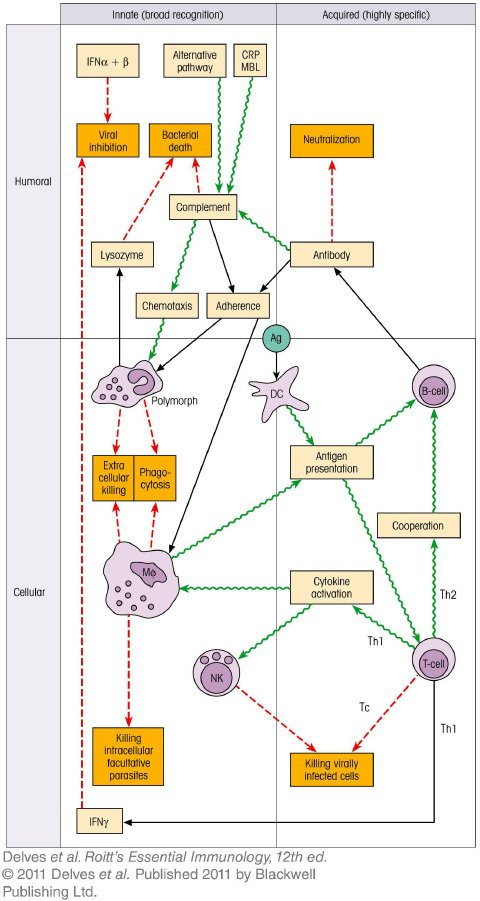 Innate (broad recognition)
Acquired (highly specific)
Humoral
IFNα + β
Alternative
pathway
CRP
MBL
Viral
inhibition
Bacterial
death
Neutralization
Complement
Lysozyme
Antibody
Chemotaxis
Adherence
Ag
Polymorph
DC
B-cell
Cellular
Extra
cellular
killing
Phago-
cytosis
Antigen
presentation
Cooperation
Mϕ
Cytokine
activation
Th2
Th1
NK
T-cell
Tc
Th1
Killing
intracellular
facultative
parasites
Killing virally
infected cells
IFNγ
Delves et al. Roitt's Essential Immunology, 12th ed.
© 2011 Delves et al. Published 2011 by Blackwell
Publishing Ltd.